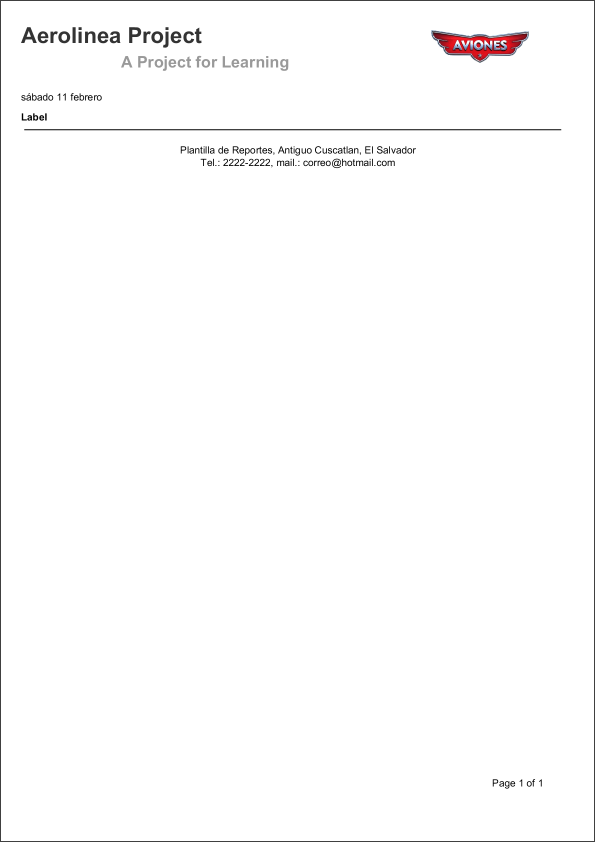 Aerolinea Project
AVIONES
A Project for Learning
sábado 11 febrero
Label
Plantilla de Reportes, Antiguo Cuscatlan, El Salvador
Tel.: 2222-2222, mail.: correo@hotmail.com
Page 1 of 1